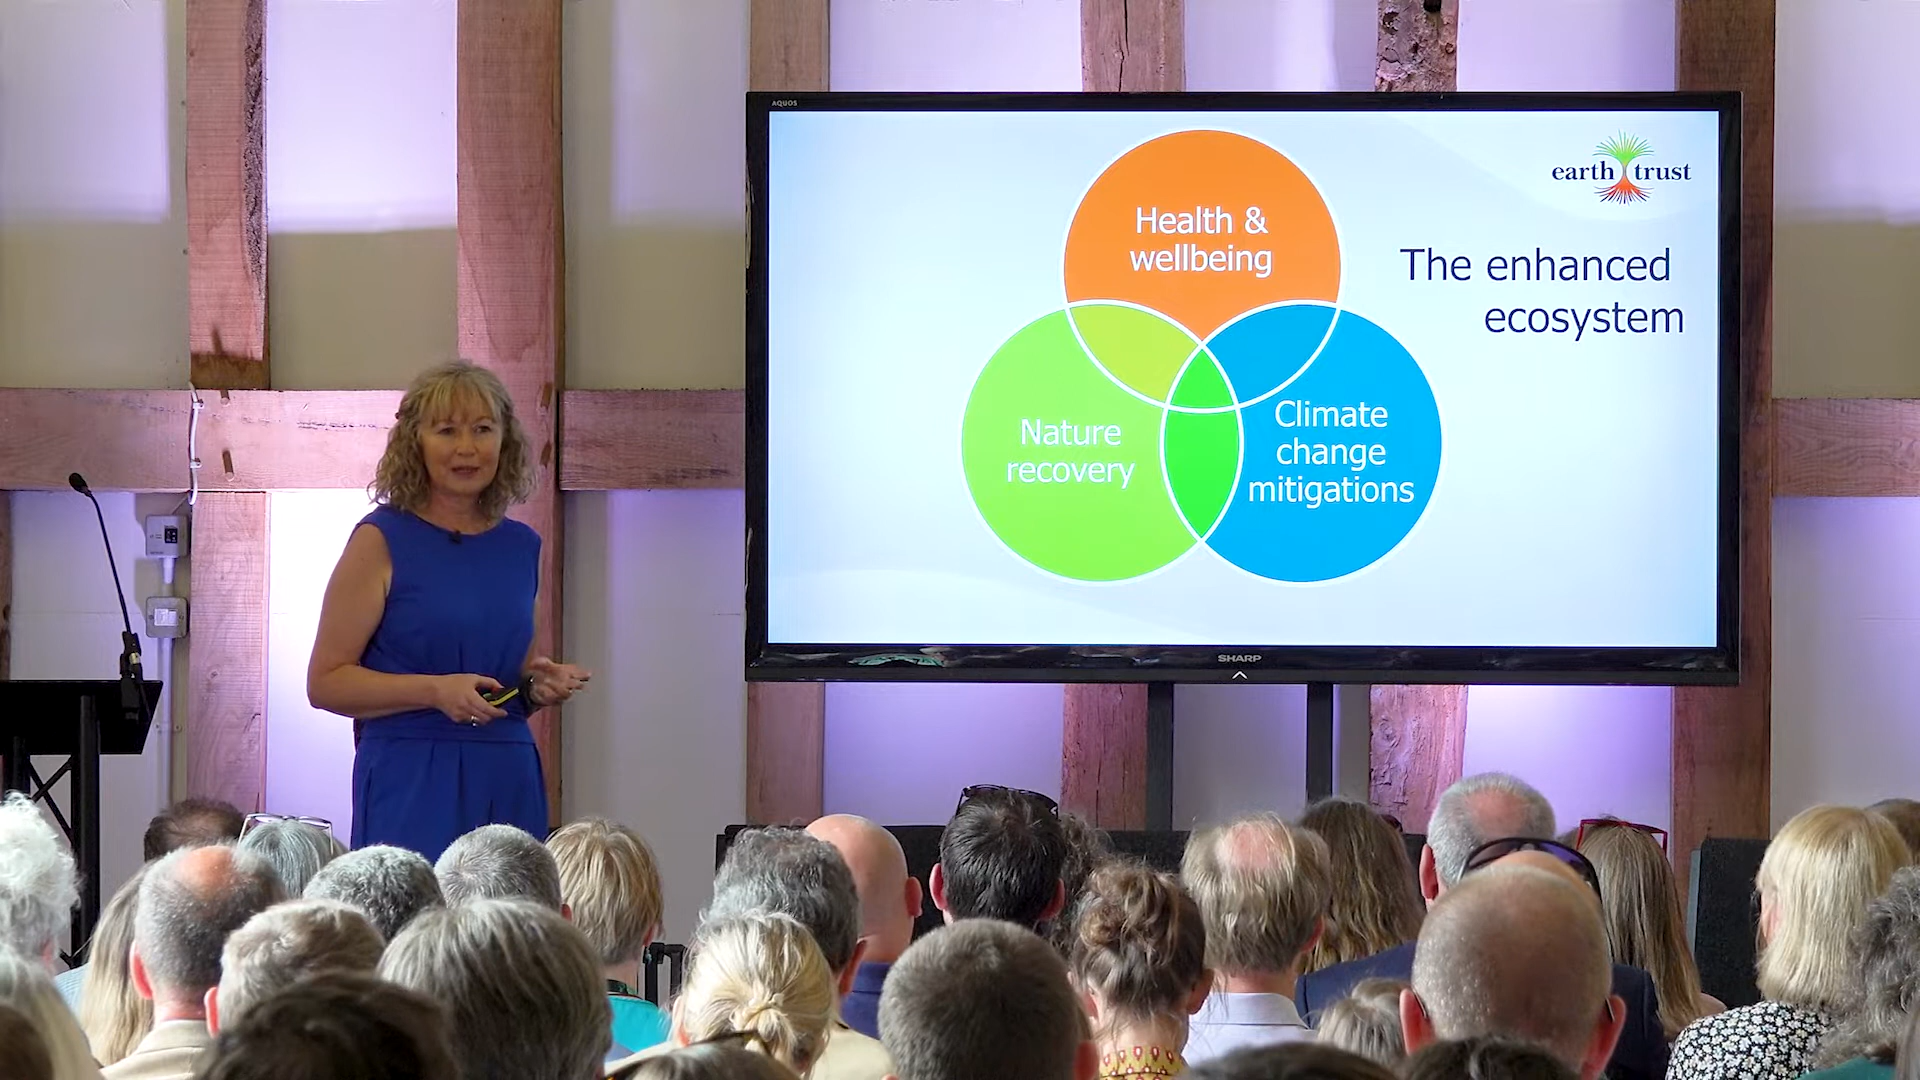 AQUOS
earth trust
Health &
wellbeing
The enhanced
ecosystem
Nature
recovery
Climate
change
mitigations
SHARP